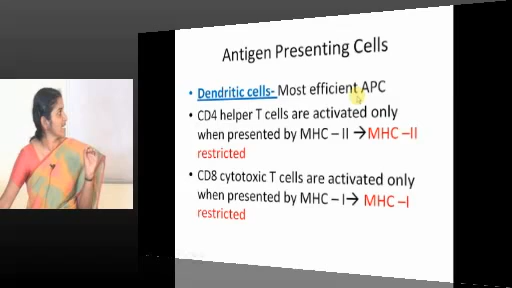 Antigen Presenting Cells
• Dendritic cells- Most efficient APC
• CD4 helper T cells are activated only
when presented by MHC – II → MHC –II
restricted
• CD8 cytotoxic T cells are activated only
when presented by MHC – I→ MHC –I
restricted